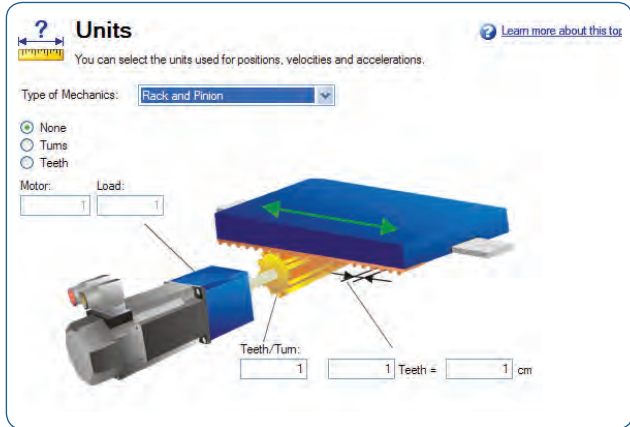 ?
Units
Learn more about this top
You can select the units used for positions, velocities and accelerations.
Type of Mechanics: Rack and Pinion
None
Turns
Teeth
Motor: Load:
1 1
Teeth/Turn:
1 1 Teeth = 1 cm